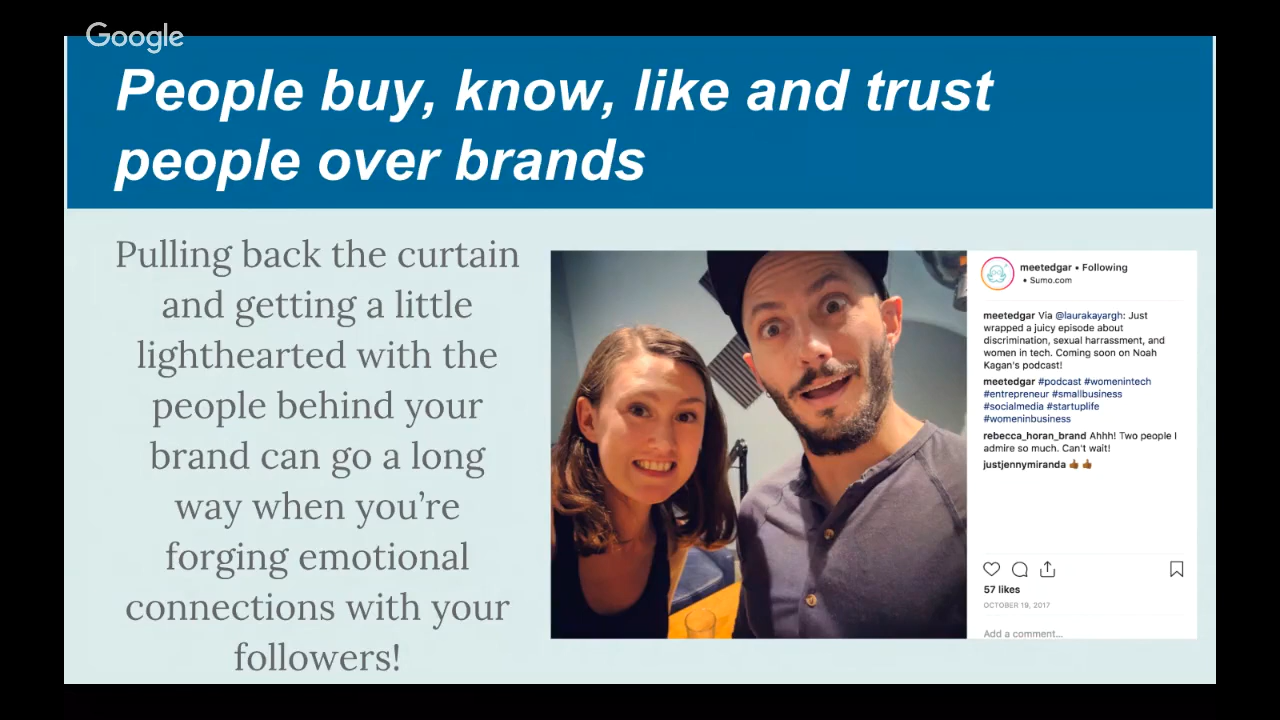 Google
People buy, know, like and trust
people over brands
Pulling back the curtain
and getting a little
lighthearted with the
people behind your
brand can go a long
way when you're
forging emotional
connections with your
followers!
meetedgar • Following
• Sumo.com
meetedgar Via @laurakayargh: Just
wrapped a juicy episode about
discrimination, sexual harrassment, and
women in tech. Coming soon on Noah
Kagan's podcast!
meetedgar #podcast #womenintech
#entrepreneur #smallbusiness
#socialmedia #startuplife
#womeninbusiness
rebecca_horan_brand Ahhh! Two people I
admire so much. Can't wait!
justjennymiranda 👍🏾 👍🏾
57 likes
OCTOBER 19, 2017
Add a comment...